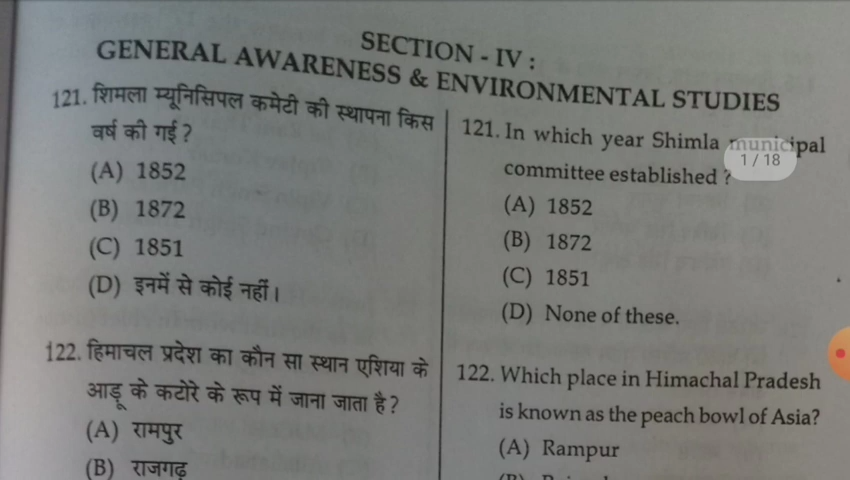 SECTION - IV :
GENERAL AWARENESS & ENVIRONMENTAL STUDIES
121. शिमला म्यूनिसिपल कमेटी की स्थापना किस
वर्ष की गई ?
(A) 1852
(B) 1872
(C) 1851
(D) इनमें से कोई नहीं।
122. हिमाचल प्रदेश का कौन सा स्थान एशिया के
आड़ू के कटोरे के रूप में जाना जाता है ?
(A) रामपुर
(B) राजगढ़
121. In which year Shimla municipal
1 / 18
committee established ?
(A) 1852
(B) 1872
(C) 1851
(D) None of these.
122. Which place in Himachal Pradesh
is known as the peach bowl of Asia?
(A) Rampur